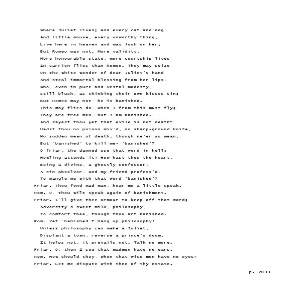 Where Juliet lives; and every cat and dog
And little mouse, every unworthy thing,
Live here in heaven and may look on her;
But Romeo may not. More validity,
More honourable state, more courtship lives
In carrion flies than Romeo. They may seize
On the white wonder of dear Juliet's hand
And steal immortal blessing from her lips,
Who, even in pure and vestal modesty,
Still blush, as thinking their own kisses sin;
But Romeo may not- he is banished.
This may flies do, when I from this must fly;
They are free men, but I am banished.
And sayest thou yet that exile is not death?
Hadst thou no poison mix'd, no sharp-ground knife,
No sudden mean of death, though ne'er so mean,
But 'banished' to kill me- 'banished'?
O friar, the damned use that word in hell;
Howling attends it! How hast thou the heart,
Being a divine, a ghostly confessor,
A sin-absolver, and my friend profess'd,
To mangle me with that word 'banished'?
Friar. Thou fond mad man, hear me a little speak.
Rom. O, thou wilt speak again of banishment.
Friar. I'll give thee armour to keep off that word;
Adversity's sweet milk, philosophy,
To comfort thee, though thou art banished.
Rom. Yet 'banished'? Hang up philosophy!
Unless philosophy can make a Juliet,
Displant a town, reverse a prince's doom,
It helps not, it prevails not. Talk no more.
Friar. O, then I see that madmen have no ears.
Rom. How should they, when that wise men have no eyes?
Friar. Let me dispute with thee of thy estate.